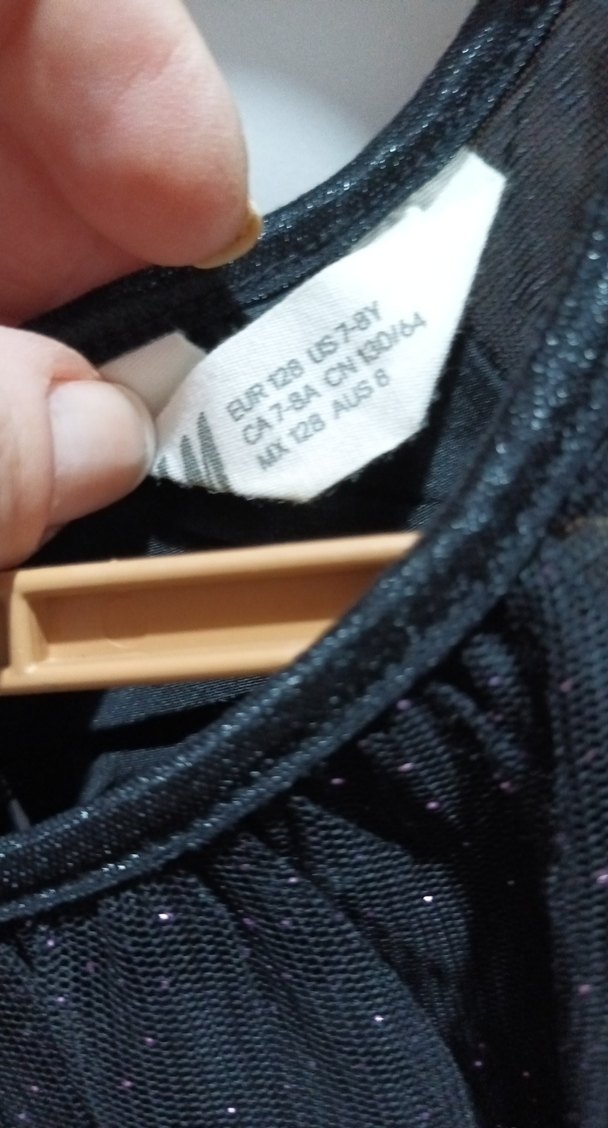 EUR 128 US 7-8Y
CA 7-8A CN 130/64
MX 128 AUS 8